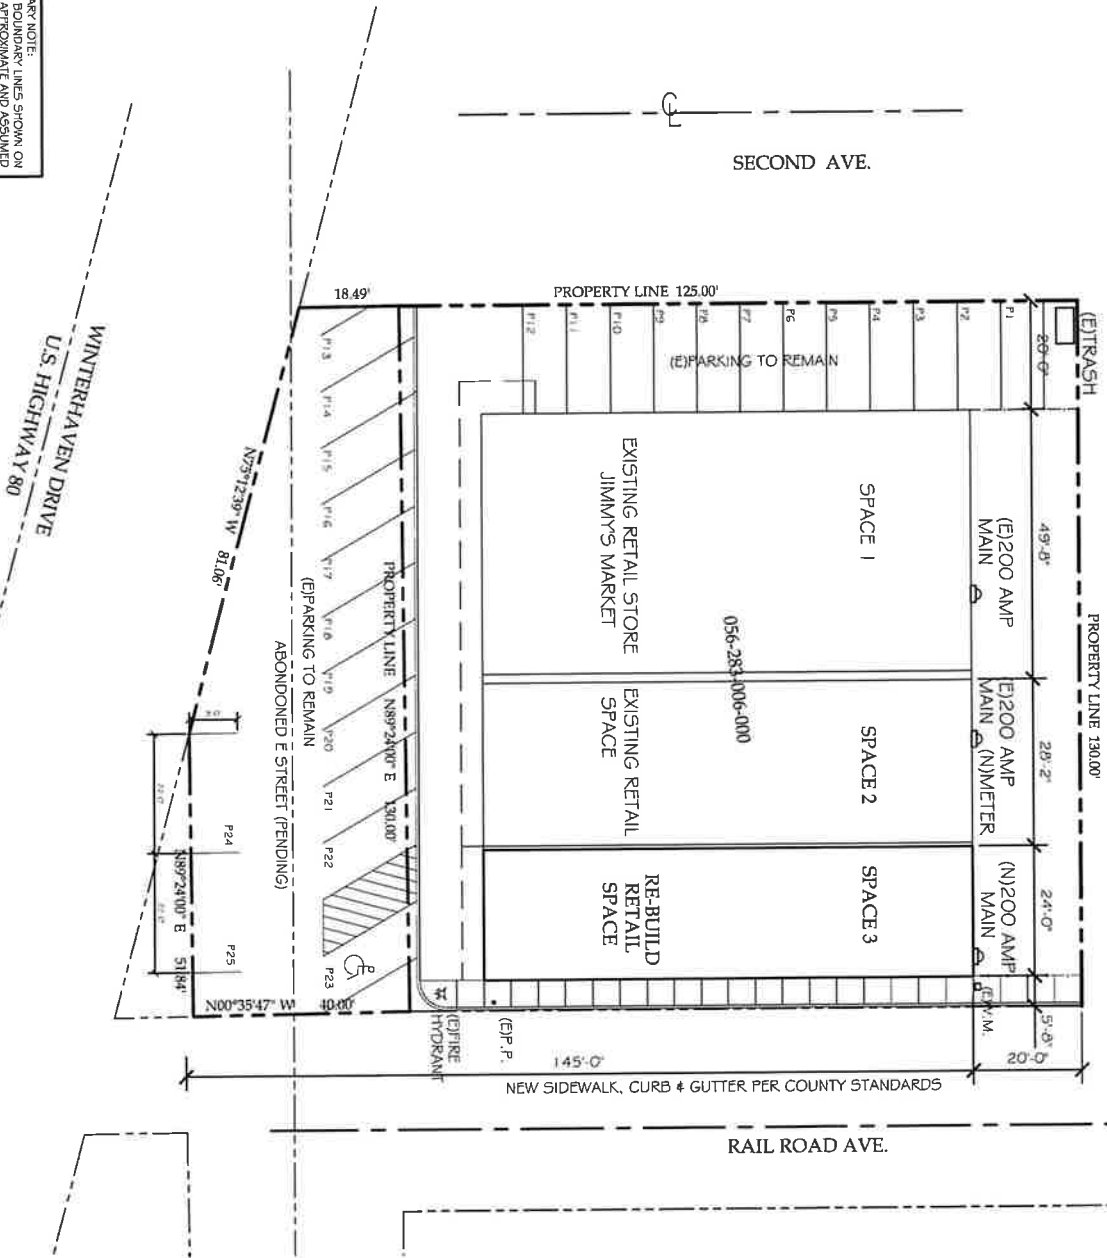 ARY NOTE:
BOUNDARY LINES SHOWN ON
APPROXIMATE AND ASSUMED
CL
SECOND AVE.
WINTERHAVEN DRIVE
U.S. HIGHWAY 80
18.49'
PROPERTY LINE 125.00'
(E)TRASH
20'-0"
P1
P2
P3
P4
P5
P6
P7
P8
P9
P10
P11
P12
(E)PARKING TO REMAIN
P13
P14
P15
P16
P17
P18
P19
P20
P21
P22
P23
(E)PARKING TO REMAIN
ABONDONED E STREET (PENDING)
PROPERTY LINE N89°24'00" E 130.00'
N75°12'39" W 81.06'
SPACE 1
EXISTING RETAIL STORE
JIMMY'S MARKET
056-283-006-000
SPACE 2
EXISTING RETAIL
SPACE
SPACE 3
RE-BUILD
RETAIL
SPACE
(E)200 AMP
MAIN
(E)200 AMP
MAIN (N)METER
(N)200 AMP
MAIN
49'-8"
28'-2"
24'-0"
5'-8"
PROPERTY LINE 130.00'
(E)W.M.
20'-0"
P24
P25
N89°24'00" E 51.84'
N00°35'47" W 40.00'
(E)FIRE
HYDRANT
(E)P.P.
145'-0"
NEW SIDEWALK, CURB & GUTTER PER COUNTY STANDARDS
RAIL ROAD AVE.